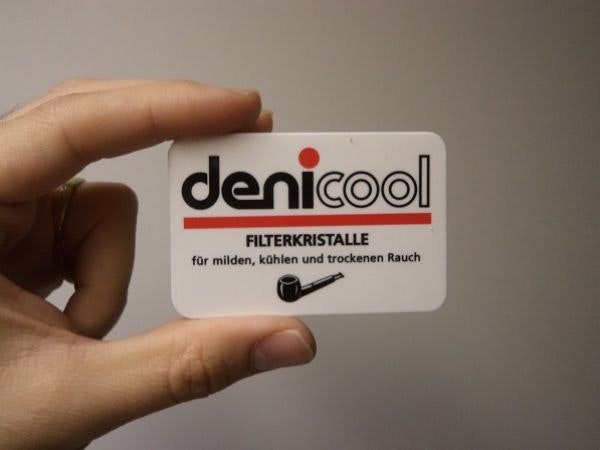 denicool
FILTERKRISTALLE
für milden, kühlen und trockenen Rauch